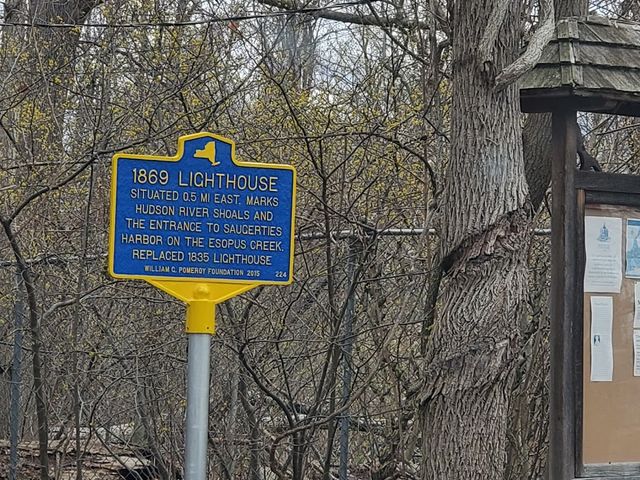 1869 LIGHTHOUSE
SITUATED 0.5 MI EAST. MARKS
HUDSON RIVER SHOALS AND
THE ENTRANCE TO SAUGERTIES
HARBOR ON THE ESOPUS CREEK.
REPLACED 1835 LIGHTHOUSE
WILLIAM G. POMEROY FOUNDATION 2015 224